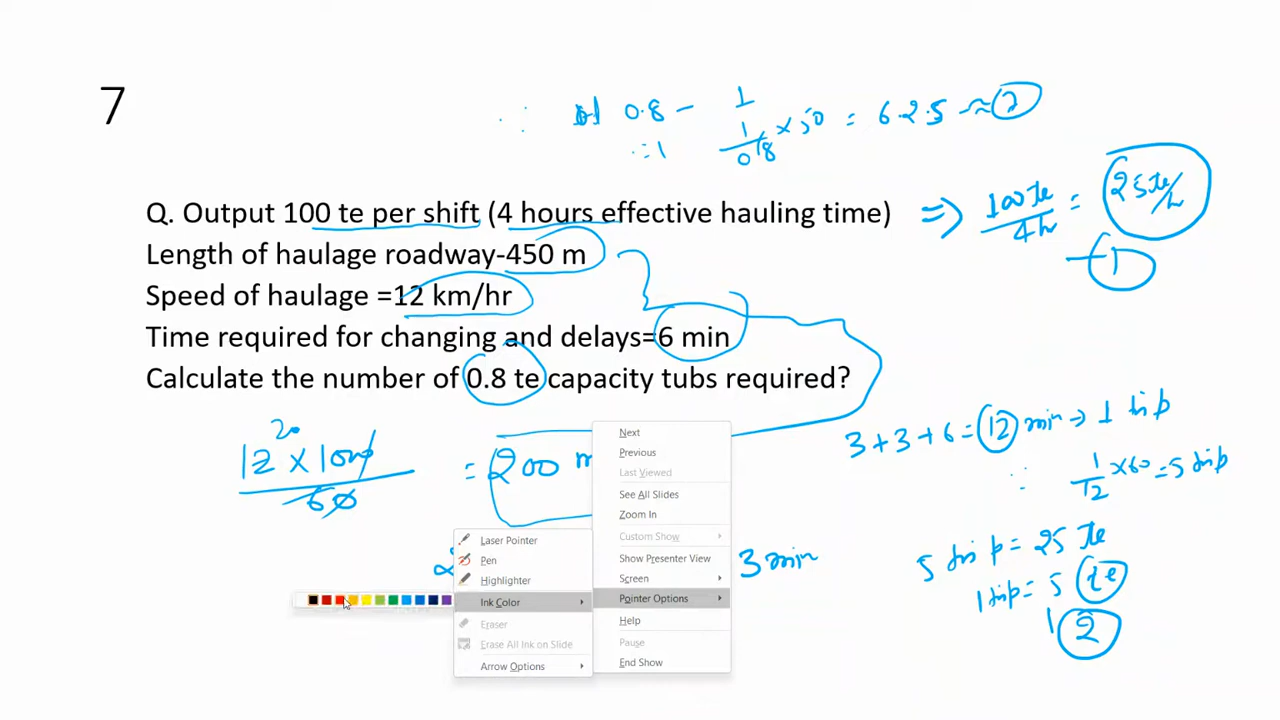 7
∴ 0.8 – 1
∴ 1 1/0.8 × 50 = 6.2.5 ≈ 7
Q. Output 100 te per shift (4 hours effective hauling time)
⇒ 100 te / 4 hr = 25 te/h
– 1
Length of haulage roadway-450 m
Speed of haulage =12 km/hr
Time required for changing and delays=6 min
Calculate the number of 0.8 te capacity tubs required?
3 + 3 + 6 = 12 min → 1 trip
∴ 1/12 × 60 = 5 trip
5 trip = 25 te
1 trip = 5 te
2
20
12 × 1000 / 60 = 200 m
3 min
Next
Previous
Last Viewed
See All Slides
Zoom In
Custom Show
Show Presenter View
Screen
Pointer Options
Help
Pause
End Show
Laser Pointer
Pen
Highlighter
Ink Color
Eraser
Erase All Ink on Slide
Arrow Options